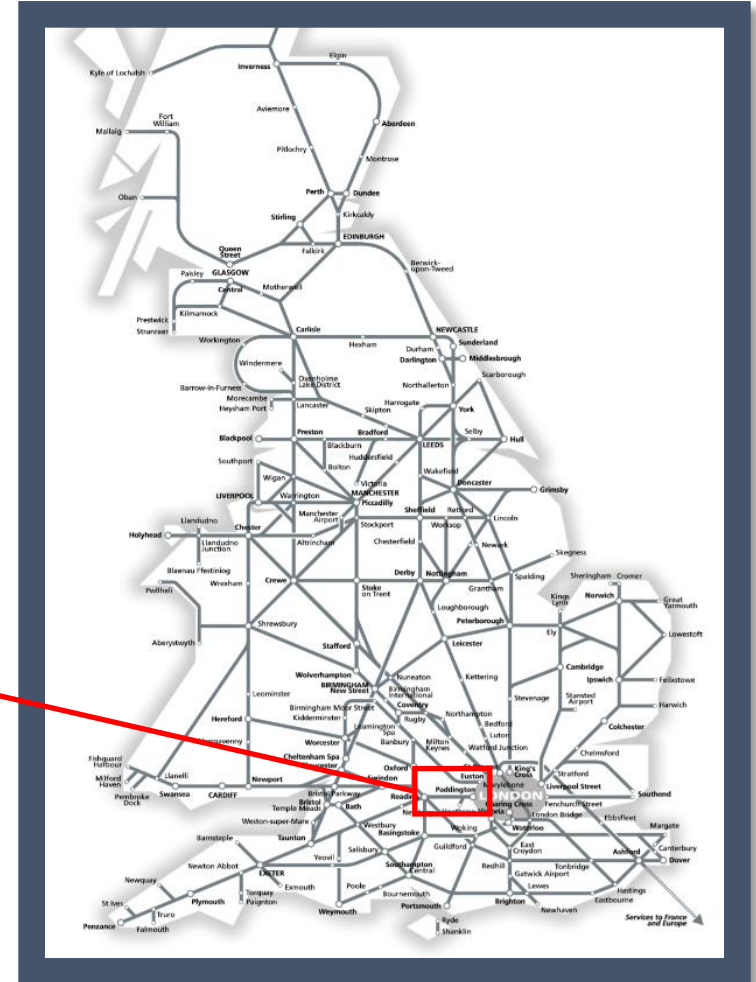 Elgin
Inverness
Kyle of Lochalsh
Aviemore
Fort
William
Mallaig
Aberdeen
Pitlochry
Montrose
Perth
Dundee
Oban
Stirling
Kirkcaldy
EDINBURGH
Queen
Street
Falkirk
Berwick-
upon-Tweed
GLASGOW
Paisley
Central
Motherwell
Prestwick
Kilmarnock
Stranraer
Carlisle
NEWCASTLE
Workington
Hexham
Sunderland
Durham
Darlington
Middlesbrough
Windermere
Scarborough
Oxenholme
Lake District
Barrow-in-Furness
Northallerton
Morecambe
Lancaster
Harrogate
Heysham Port
Skipton
York
Blackpool
Preston
Bradford
Selby
Blackburn
LEEDS
Hull
Southport
Huddersfield
Bolton
Wakefield
Wigan
Victoria
Doncaster
MANCHESTER
LIVERPOOL
Warrington
Piccadilly
Grimsby
Manchester
Airport
Sheffield
Retford
Llandudno
Stockport
Worksop
Lincoln
Holyhead
Chester
Llandudno
Junction
Altrincham
Chesterfield
Newark
Skegness
Blaenau Ffestiniog
Derby
Nottingham
Spalding
Sheringham
Cromer
Wrexham
Crewe
Stoke
on Trent
Grantham
Pwllheli
Kings
Lynn
Norwich
Great
Yarmouth
Loughborough
Shrewsbury
Peterborough
Ely
Lowestoft
Aberystwyth
Stafford
Leicester
Wolverhampton
Cambridge
Nuneaton
Kettering
BIRMINGHAM
New Street
Birmingham
International
Ipswich
Felixstowe
Leominster
Coventry
Stevenage
Stansted
Airport
Birmingham Moor Street
Northampton
Harwich
Kidderminster
Rugby
Hereford
Leamington
Spa
Bedford
Colchester
Worcester
Banbury
Milton
Keynes
Luton
Cheltenham Spa
Watford Junction
Chelmsford
Fishguard
Harbour
Oxford
King's
Cross
Euston
Stratford
Milford
Haven
Llanelli
Newport
Swindon
Marylebone
Paddington
Liverpool Street
Pembroke
Dock
Swansea
CARDIFF
Bristol Parkway
LONDON
Southend
Bristol
Temple Meads
Bath
Fenchurch Street
London Bridge
Ebbsfleet
Weston-super-Mare
Westbury
Waterloo
Margate
Barnstaple
Taunton
Basingstoke
Woking
Salisbury
East
Croydon
Canterbury
Newton Abbot
Yeovil
Guildford
Ashford
Dover
EXETER
Southampton
Central
Redhill
Tonbridge
Newquay
Gatwick Airport
Exmouth
Poole
Lewes
Hastings
St Ives
Plymouth
Torquay
Paignton
Bournemouth
Eastbourne
Truro
Weymouth
Portsmouth
Brighton
Newhaven
Penzance
Falmouth
Ryde
Shanklin
Services to France
and Europe